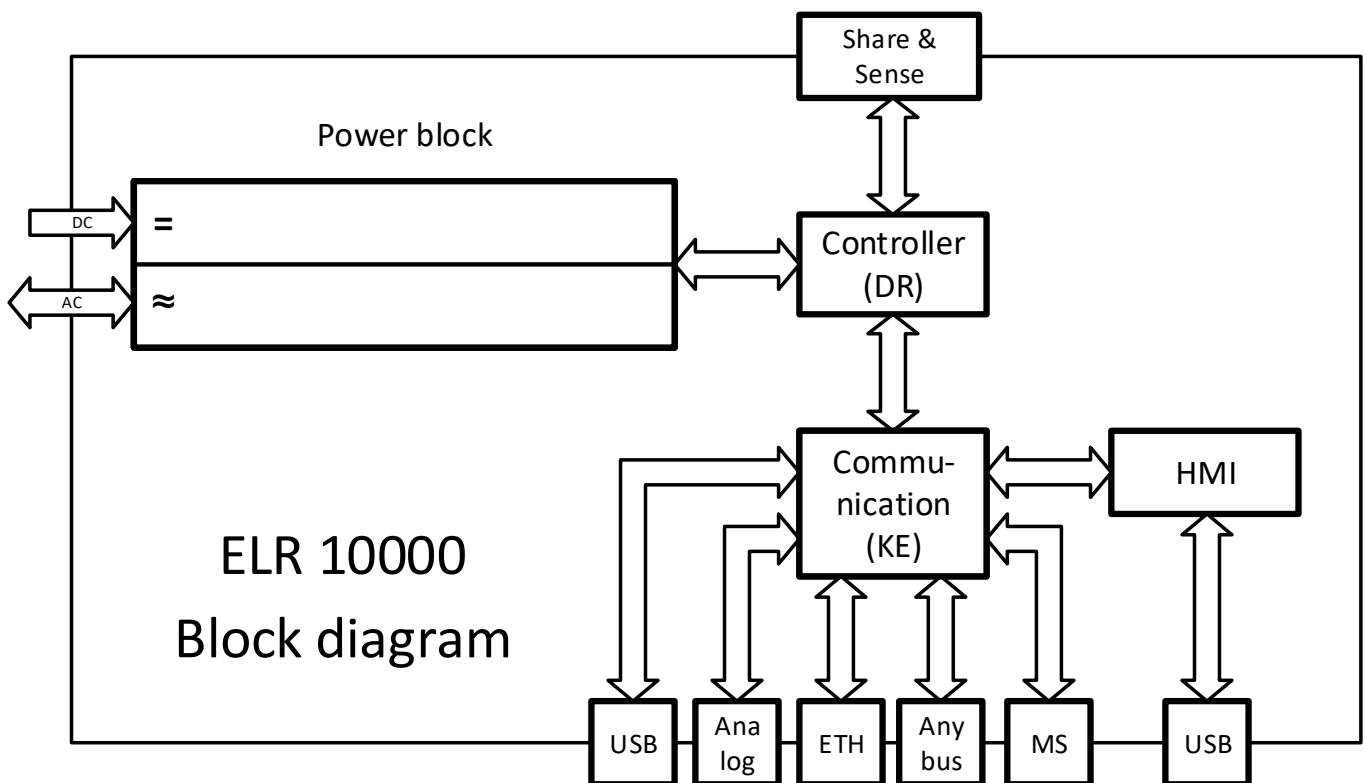 Share &
Sense
Power block
DC
=
Controller
(DR)
AC
≈
Commu-
nication
(KE)
HMI
ELR 10000
Block diagram
USB
Ana
log
ETH
Any
bus
MS
USB